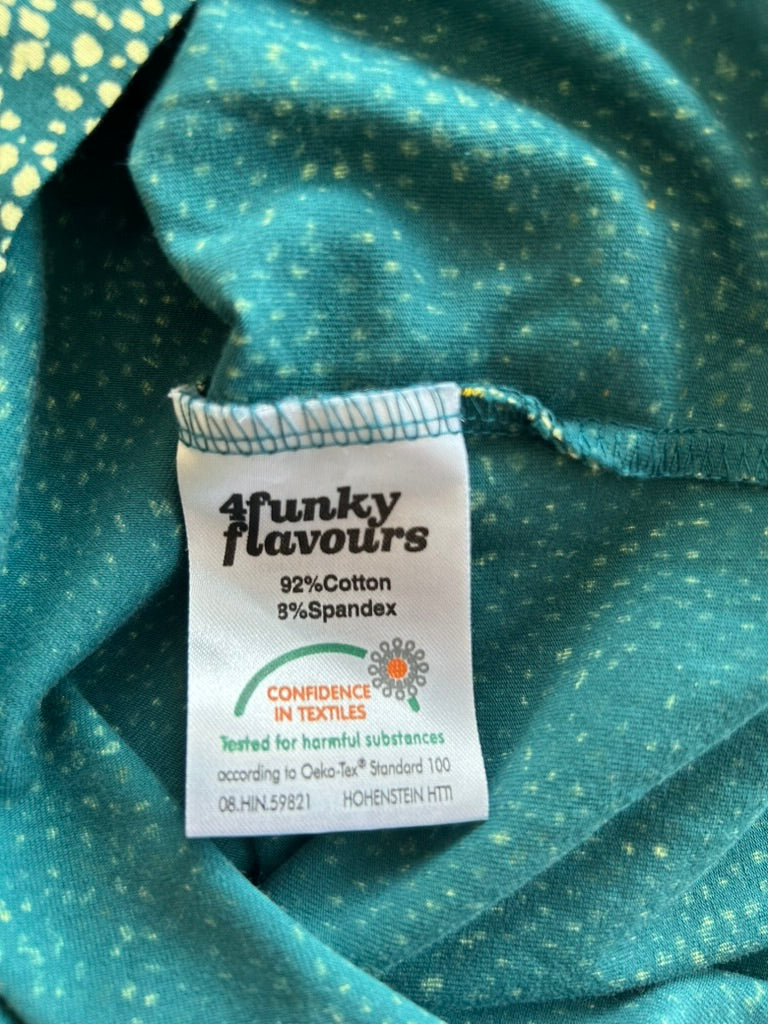 4funky
flavours
92%Cotton
8%Spandex
CONFIDENCE
IN TEXTILES
Tested for harmful substances
according to Oeko-Tex® Standard 100
08.HIN.59821 HOHENSTEIN HTTI